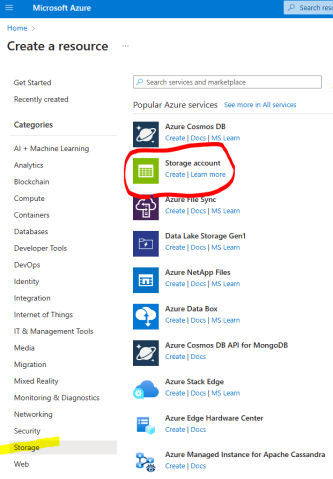 Microsoft Azure
Search reso
Home >
Create a resource ...
Get Started
Recently created
Categories
AI + Machine Learning
Analytics
Blockchain
Compute
Containers
Databases
Developer Tools
DevOps
Identity
Integration
Internet of Things
IT & Management Tools
Media
Migration
Mixed Reality
Monitoring & Diagnostics
Networking
Security
Storage
Web
Search services and marketplace
Popular Azure services See more in All services
Azure Cosmos DB
Create | Docs | MS Learn
Storage account
Create | Learn more
Azure File Sync
Create | Docs | MS Learn
Data Lake Storage Gen1
Create | Docs | MS Learn
Azure NetApp Files
Create | Docs | MS Learn
Azure Data Box
Create | Docs | MS Learn
Azure Cosmos DB API for MongoDB
Create | Docs
Azure Stack Edge
Create | Docs | MS Learn
Azure Edge Hardware Center
Create | Docs
Azure Managed Instance for Apache Cassandra
Create | Docs